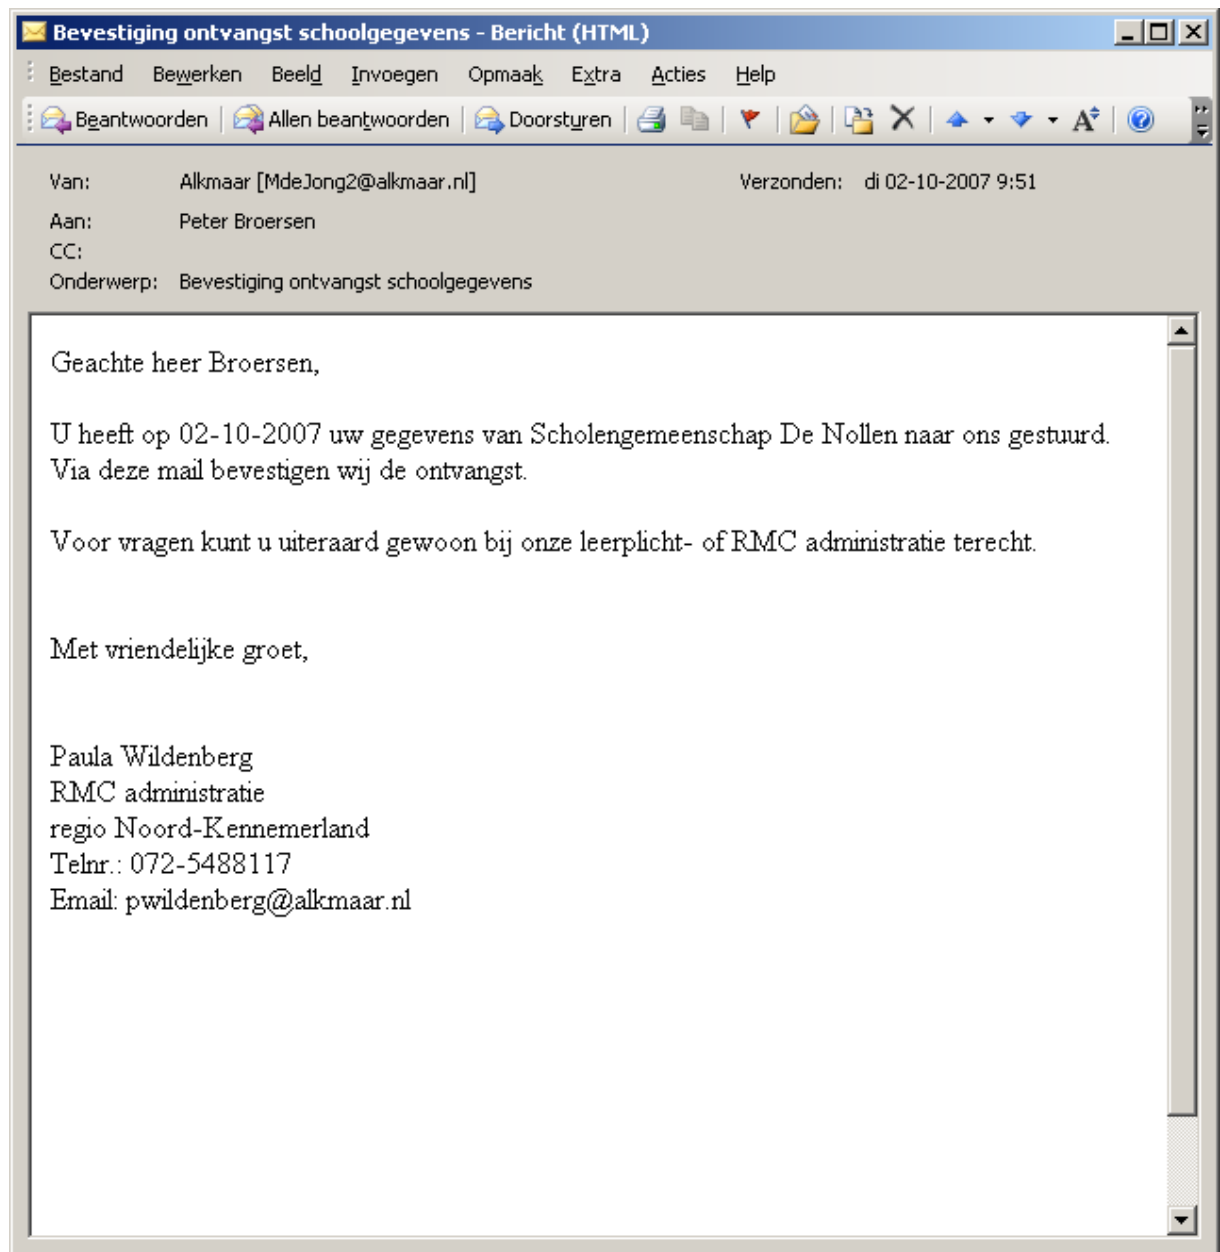 Bevestiging ontvangst schoolgegevens - Bericht (HTML)
Bestand Bewerken Beeld Invoegen Opmaak Extra Acties Help
Beantwoorden Allen beantwoorden Doorsturen
Van: Alkmaar [MdeJong2@alkmaar.nl] Verzonden: di 02-10-2007 9:51
Aan: Peter Broersen
CC:
Onderwerp: Bevestiging ontvangst schoolgegevens
Geachte heer Broersen,
U heeft op 02-10-2007 uw gegevens van Scholengemeenschap De Nollen naar ons gestuurd.
Via deze mail bevestigen wij de ontvangst.
Voor vragen kunt u uiteraard gewoon bij onze leerplicht- of RMC administratie terecht.
Met vriendelijke groet,
Paula Wildenberg
RMC administratie
regio Noord-Kennemerland
Telnr.: 072-5488117
Email: pwildenberg@alkmaar.nl